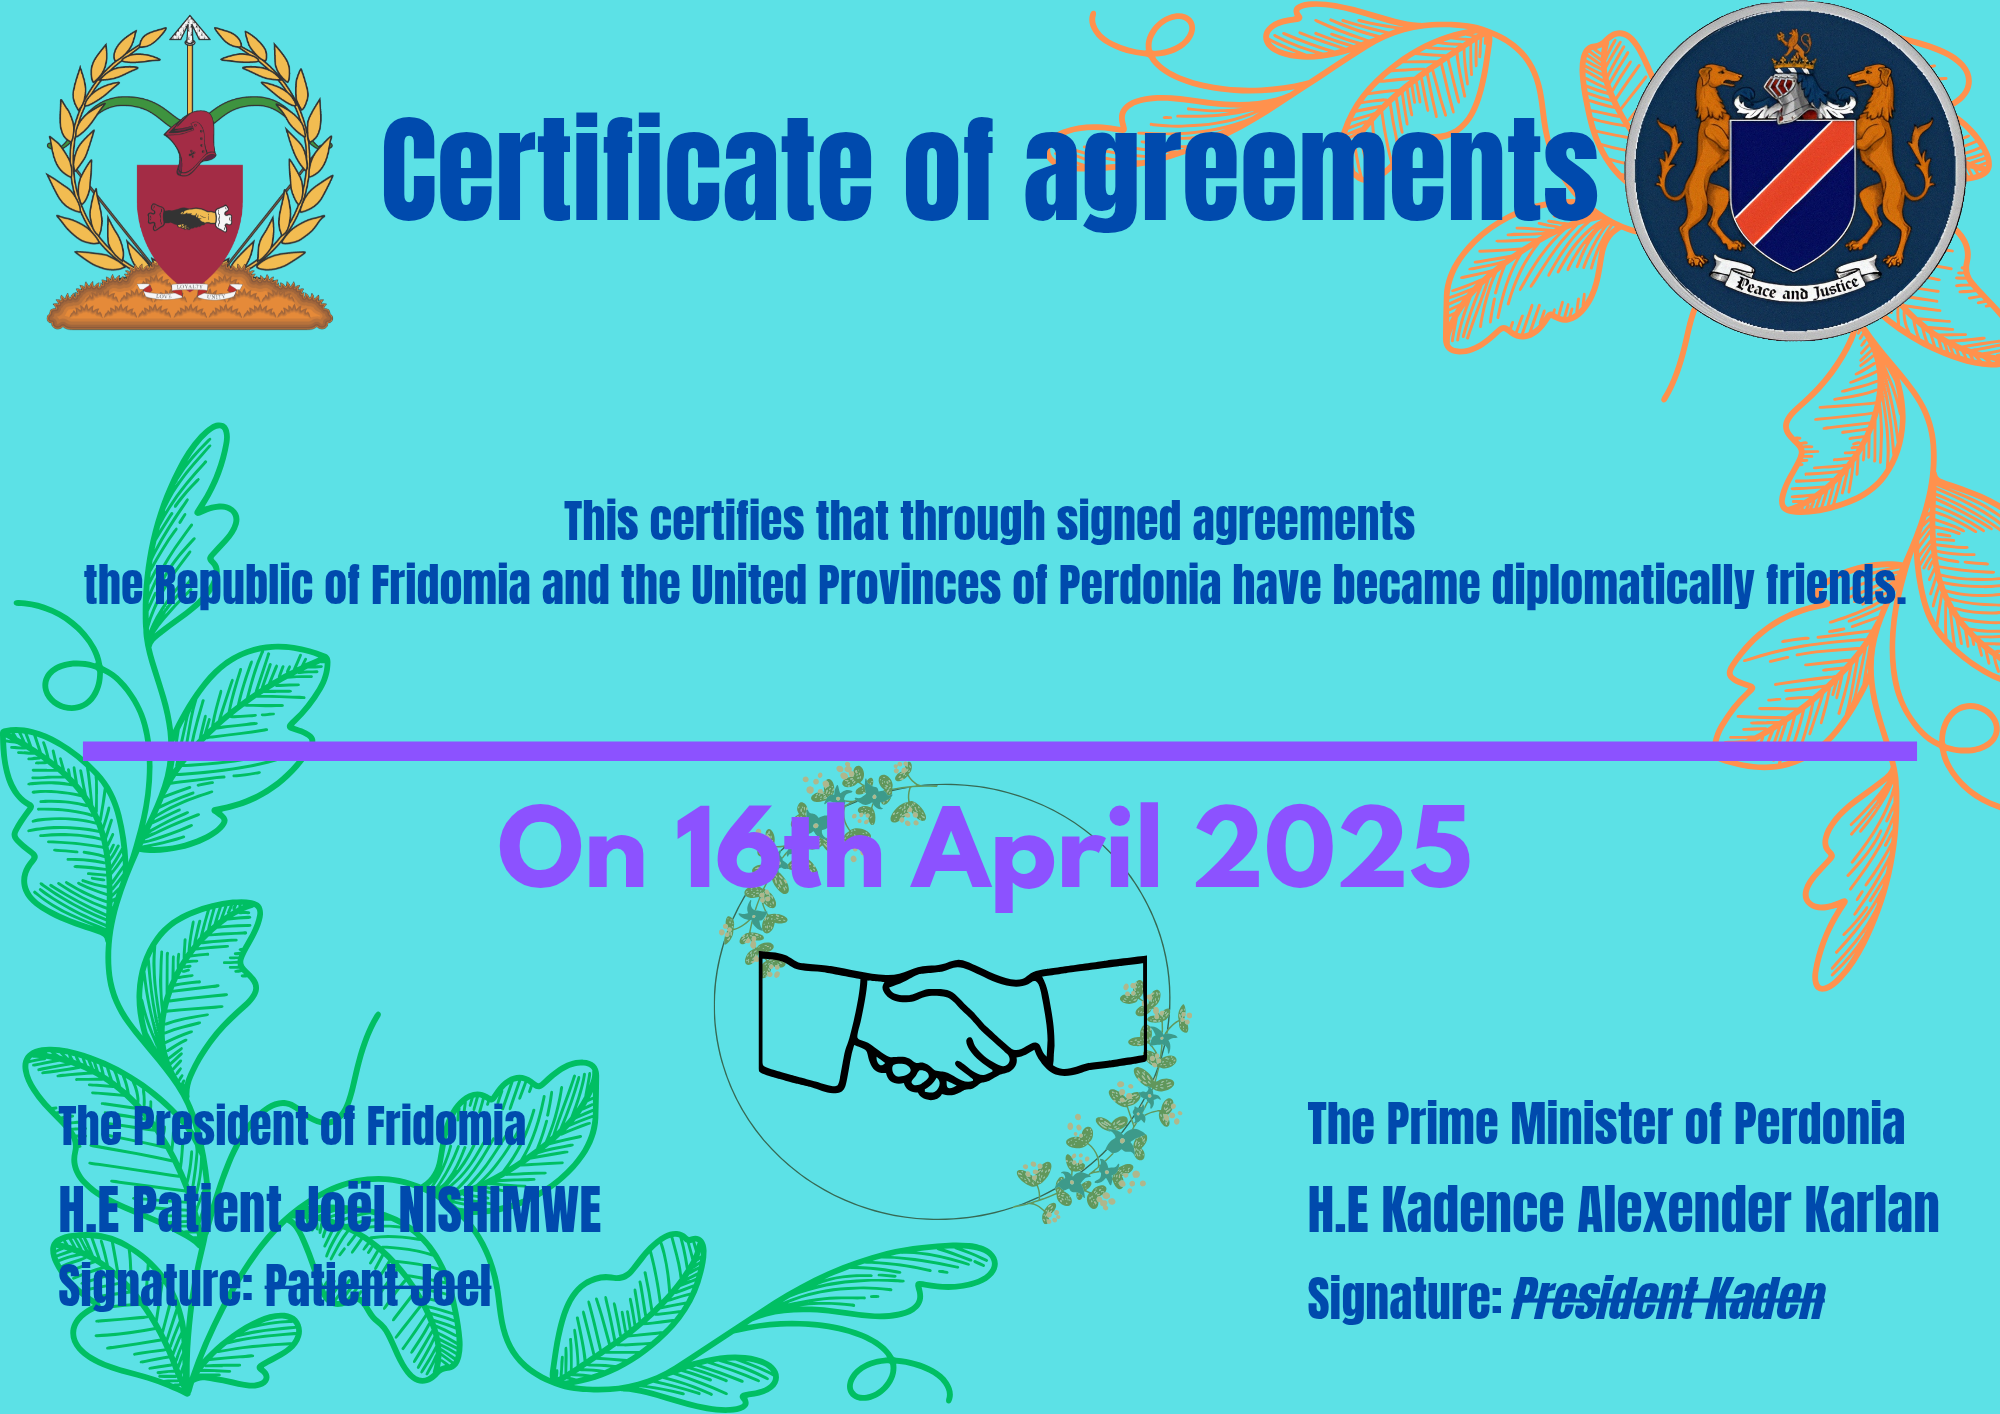 Certificate of agreements
LOYALTY
LOVE
UNITY
Peace and Justice
This certifies that through signed agreements
the Republic of Fridomia and the United Provinces of Perdonia have became diplomatically friends.
On 16th April 2025
The President of Fridomia
H.E Patient Joël NISHIMWE
Signature: Patient Joel
The Prime Minister of Perdonia
H.E Kadence Alexender Karlan
Signature: President Kaden